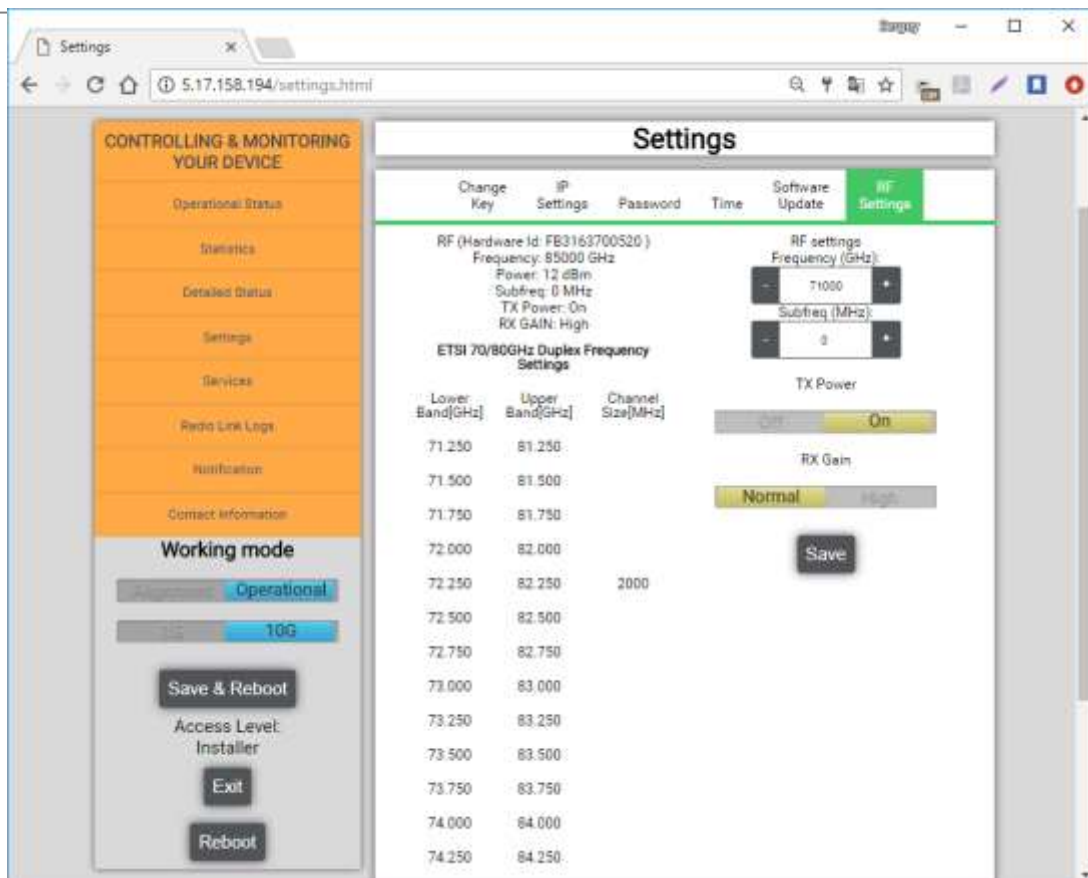 Settings
5.17.158.194/settings.html
CONTROLLING & MONITORING
YOUR DEVICE
Operational Status
Statistics
Detailed Status
Settings
Services
Radio Link Logs
Notification
Contact Information
Working mode
Alignment Operational
10G
Save & Reboot
Access Level:
Installer
Exit
Reboot
Settings
Change
Key
IP
Settings
Password
Time
Software
Update
RF
Settings
RF (Hardware Id: FB3163700520 )
Frequency: 85000 GHz
Power: 12 dBm
Subfreq: 0 MHz
TX Power: On
RX GAIN: High
ETSI 70/80GHz Duplex Frequency
Settings
Lower
Band[GHz]
Upper
Band[GHz]
Channel
Size[MHz]
71.250 81.250
71.500 81.500
71.750 81.750
72.000 82.000
72.250 82.250 2000
72.500 82.500
72.750 82.750
73.000 83.000
73.250 83.250
73.500 83.500
73.750 83.750
74.000 84.000
74.250 84.250
RF settings
Frequency (GHz):
- 71000 +
Subfreq (MHz):
- 0 +
TX Power
Off On
RX Gain
Normal High
Save